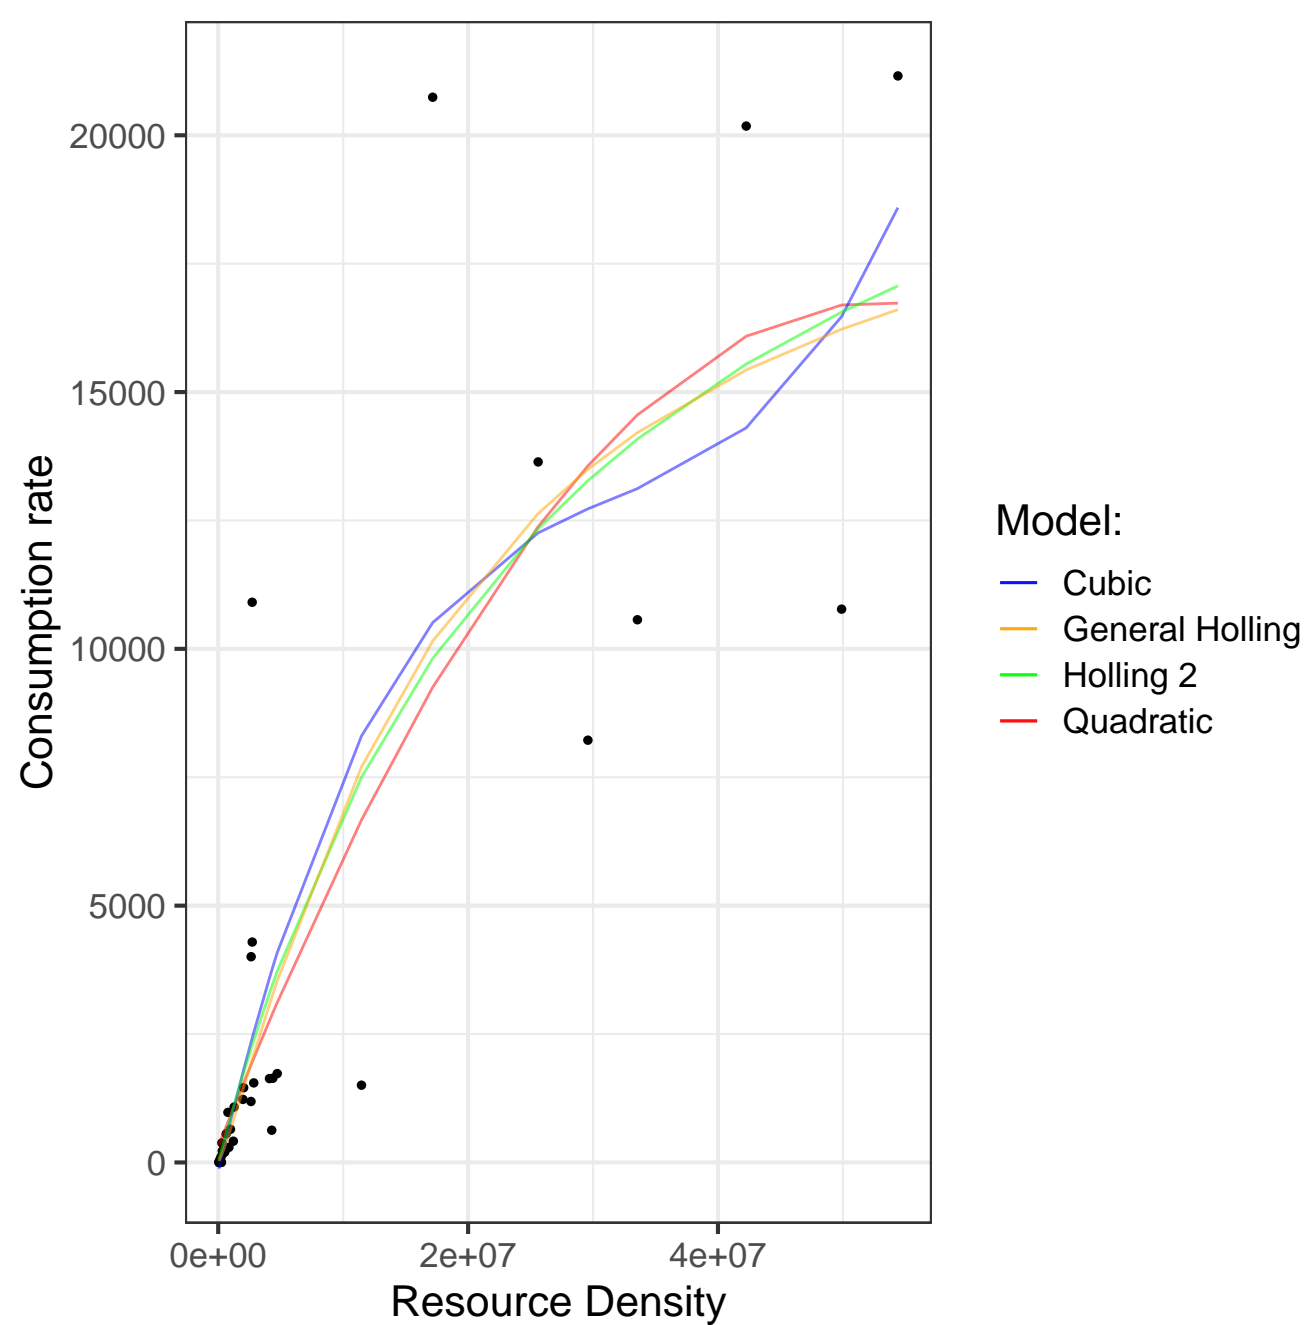 20000
15000
10000
5000
0
Consumption rate
0e+00
2e+07
4e+07
Resource Density
Model:
Cubic
General Holling
Holling 2
Quadratic